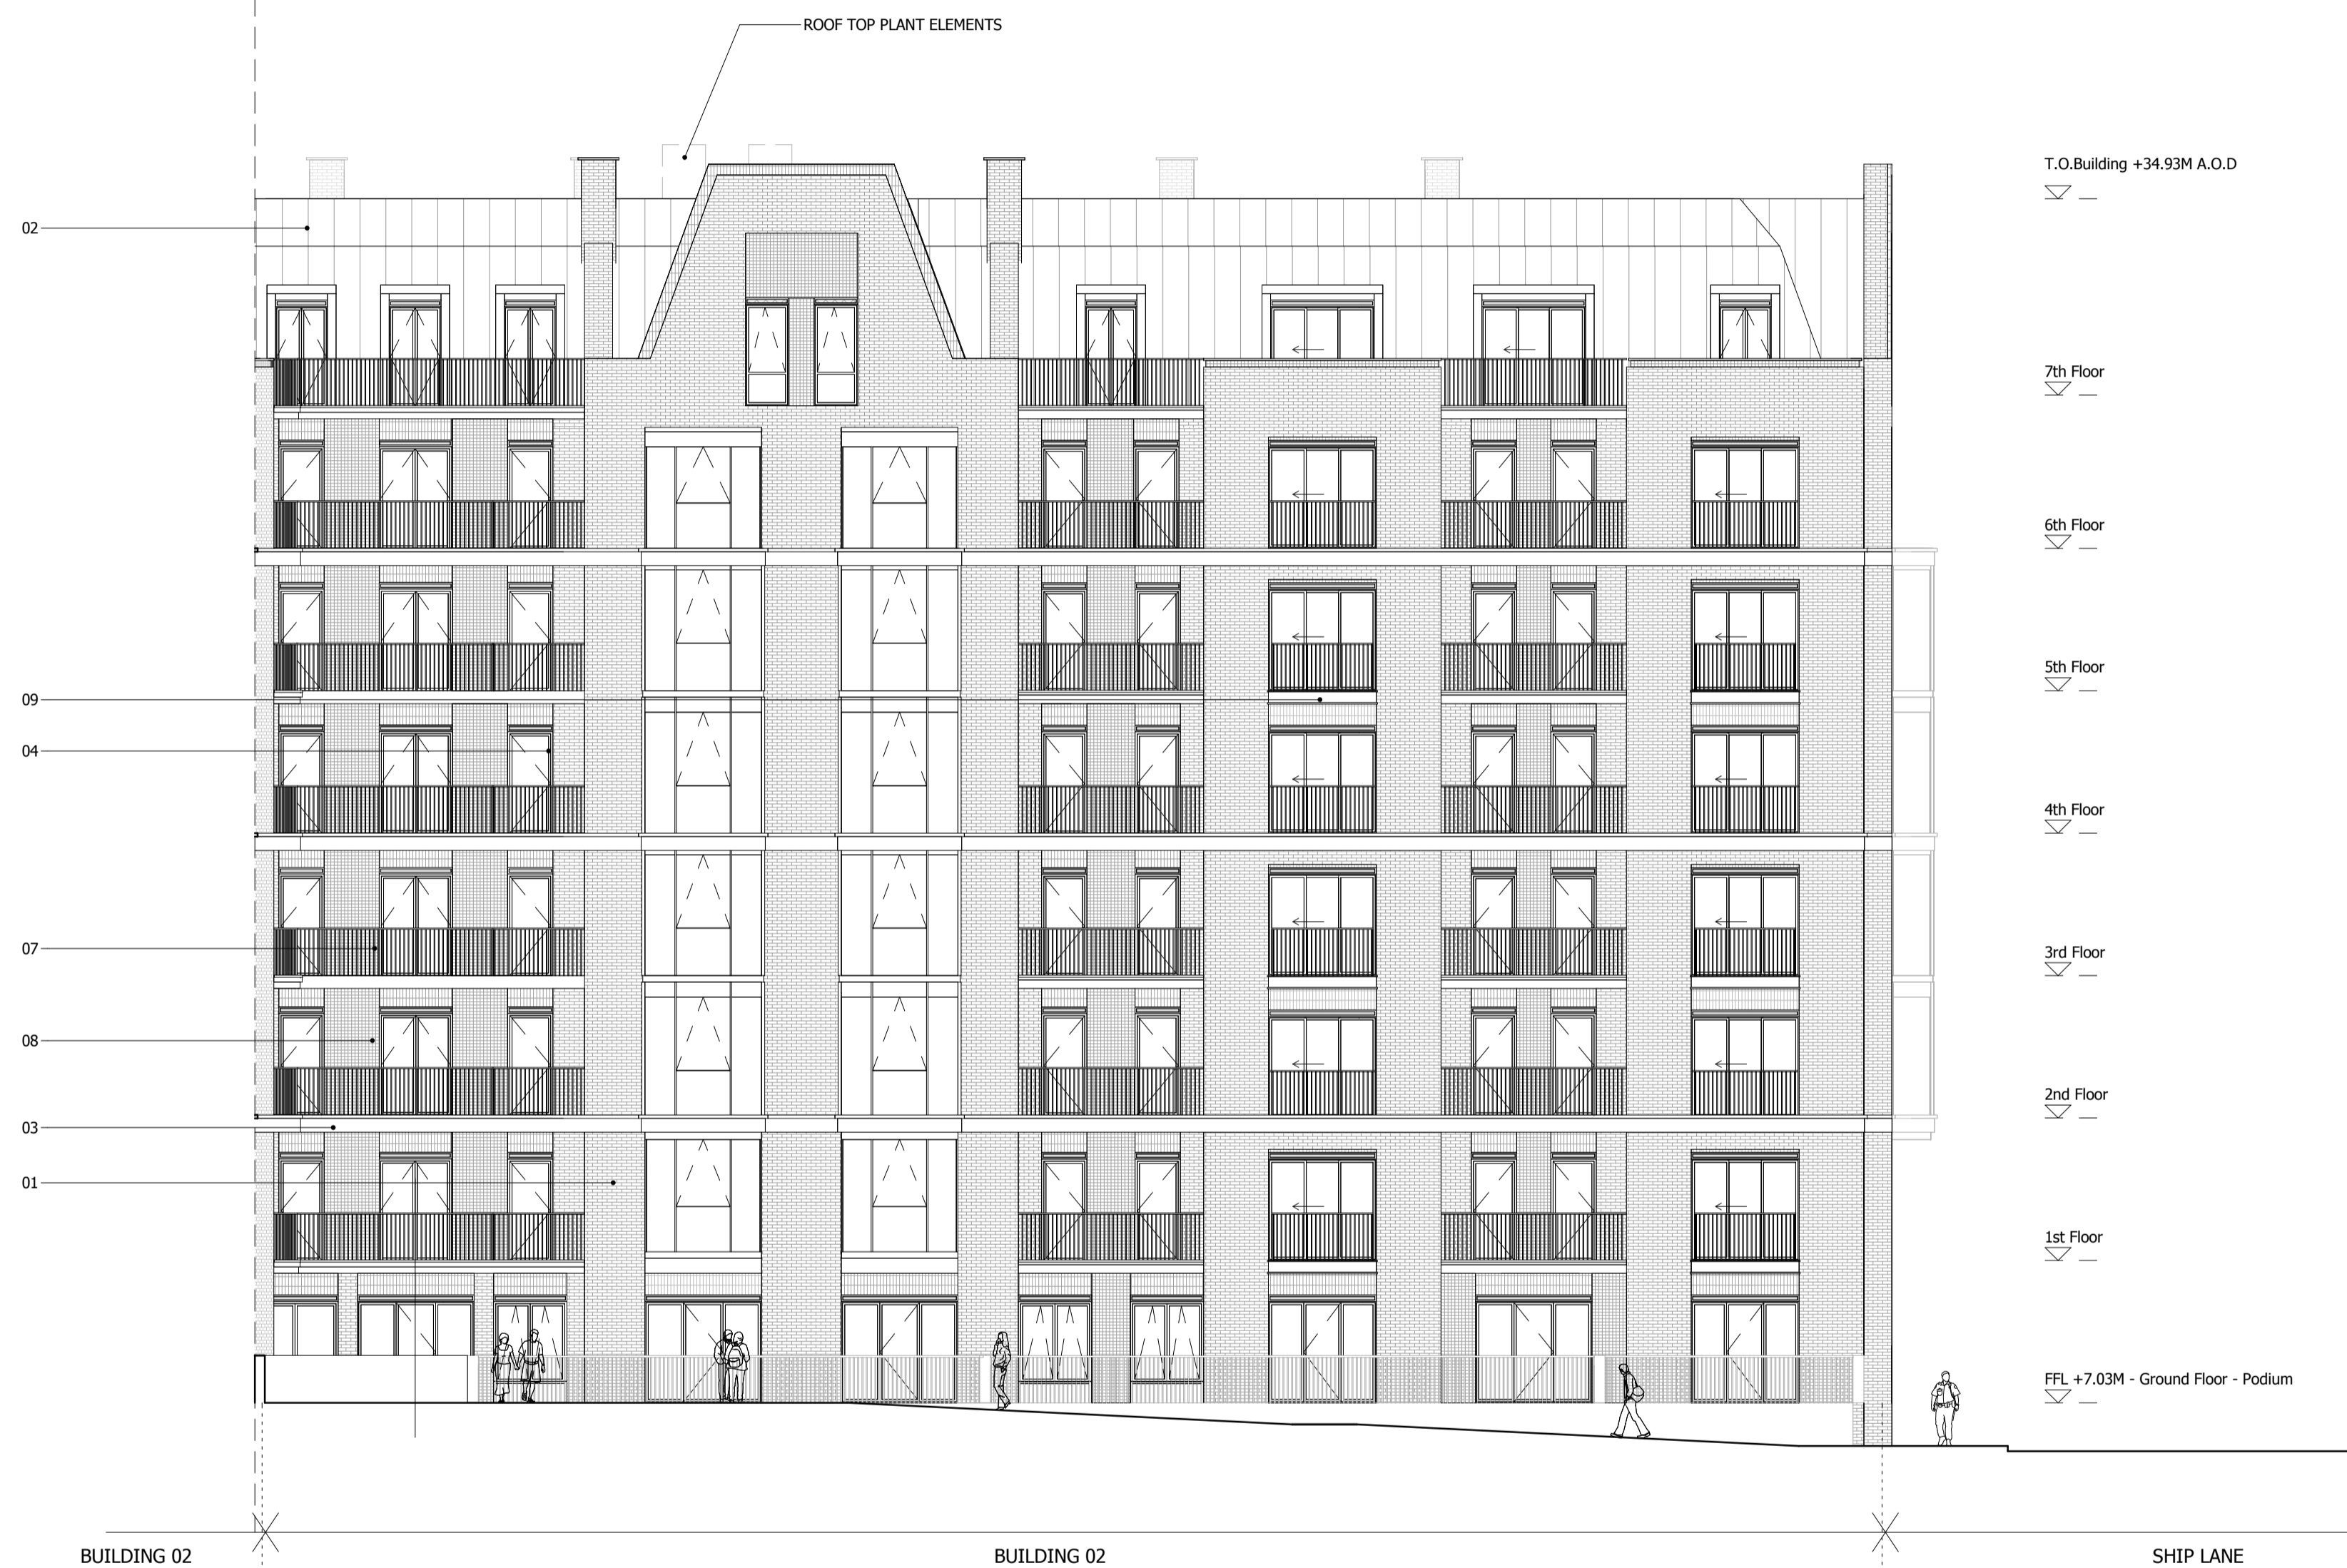 ROOF TOP PLANT ELEMENTS
T.O.Building +34.93M A.O.D
02
7th Floor
6th Floor
5th Floor
09
04
4th Floor
07
3rd Floor
08
2nd Floor
03
01
1st Floor
FFL +7.03M - Ground Floor - Podium
BUILDING 02
BUILDING 02
SHIP LANE